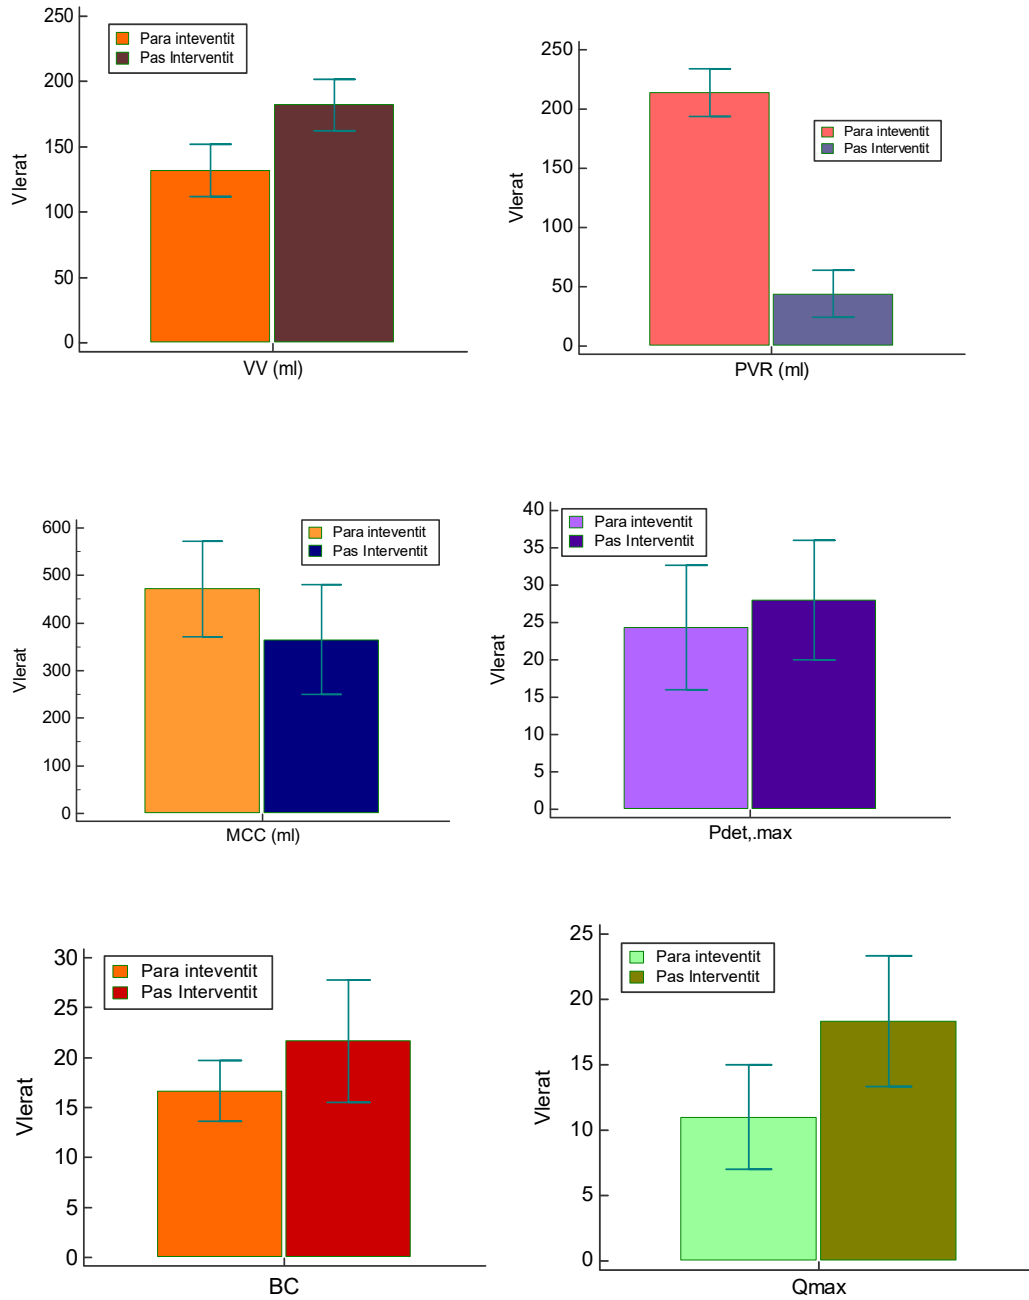 Para inteventit
Pas Interventit
250
200
150
100
50
0
Vlerat
VV (ml)
Para inteventit
Pas Interventit
250
200
150
100
50
0
Vlerat
PVR (ml)
Para inteventit
Pas Interventit
600
500
400
300
200
100
0
Vlerat
MCC (ml)
Para inteventit
Pas Interventit
40
35
30
25
20
15
10
5
0
Vlerat
Pdet,.max
Para inteventit
Pas Interventit
30
25
20
15
10
5
0
Vlerat
BC
Para inteventit
Pas Interventit
25
20
15
10
5
0
Vlerat
Qmax